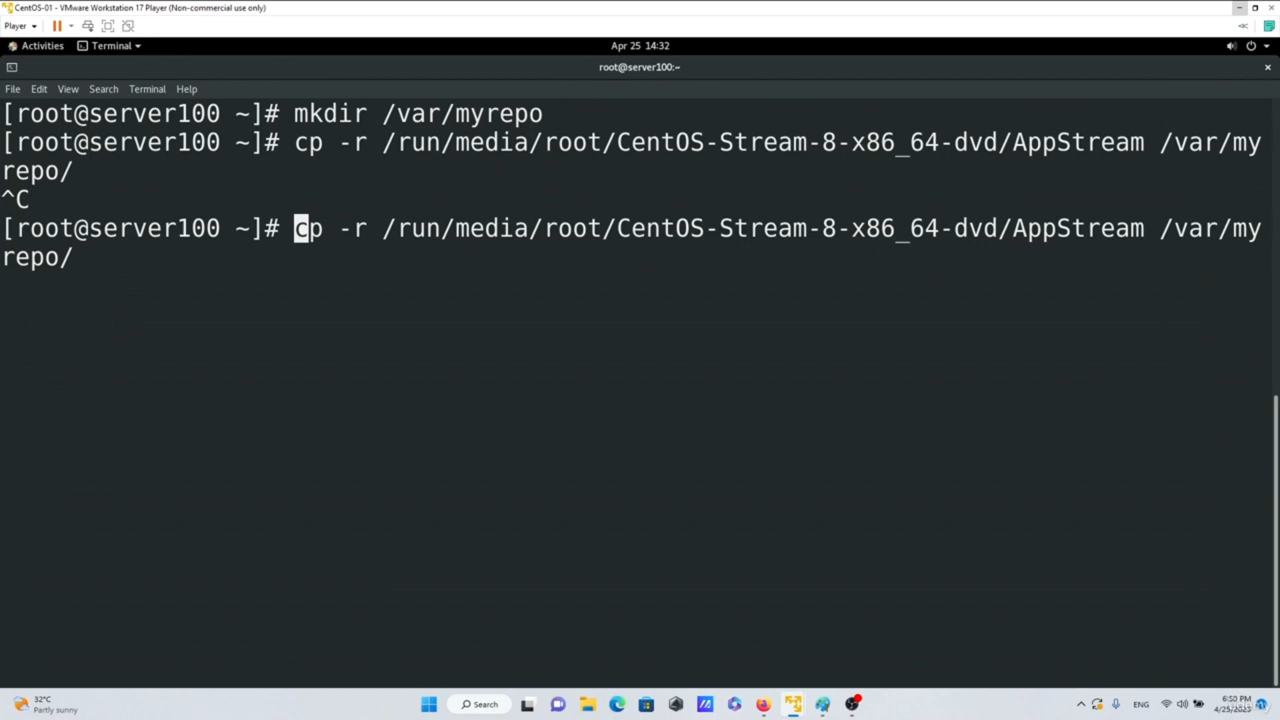 CentOS-01 - VMware Workstation 17 Player (Non-commercial use only)
Player
Activities Terminal Apr 25 14:32
root@server100:~
File Edit View Search Terminal Help
[root@server100 ~]# mkdir /var/myrepo
[root@server100 ~]# cp -r /run/media/root/CentOS-Stream-8-x86_64-dvd/AppStream /var/my
repo/
^C
[root@server100 ~]# cp -r /run/media/root/CentOS-Stream-8-x86_64-dvd/AppStream /var/my
repo/
32°C
Partly sunny
Search
ENG
6:50 PM